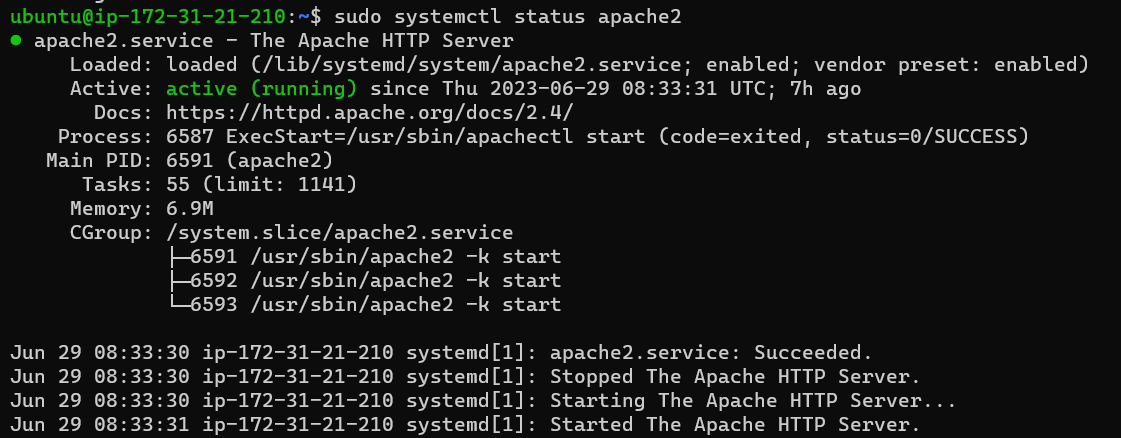 ubuntu@ip-172-31-21-210:~$ sudo systemctl status apache2
● apache2.service - The Apache HTTP Server
     Loaded: loaded (/lib/systemd/system/apache2.service; enabled; vendor preset: enabled)
     Active: active (running) since Thu 2023-06-29 08:33:31 UTC; 7h ago
       Docs: https://httpd.apache.org/docs/2.4/
    Process: 6587 ExecStart=/usr/sbin/apachectl start (code=exited, status=0/SUCCESS)
   Main PID: 6591 (apache2)
      Tasks: 55 (limit: 1141)
     Memory: 6.9M
     CGroup: /system.slice/apache2.service
             ├─6591 /usr/sbin/apache2 -k start
             ├─6592 /usr/sbin/apache2 -k start
             └─6593 /usr/sbin/apache2 -k start

Jun 29 08:33:30 ip-172-31-21-210 systemd[1]: apache2.service: Succeeded.
Jun 29 08:33:30 ip-172-31-21-210 systemd[1]: Stopped The Apache HTTP Server.
Jun 29 08:33:30 ip-172-31-21-210 systemd[1]: Starting The Apache HTTP Server...
Jun 29 08:33:31 ip-172-31-21-210 systemd[1]: Started The Apache HTTP Server.